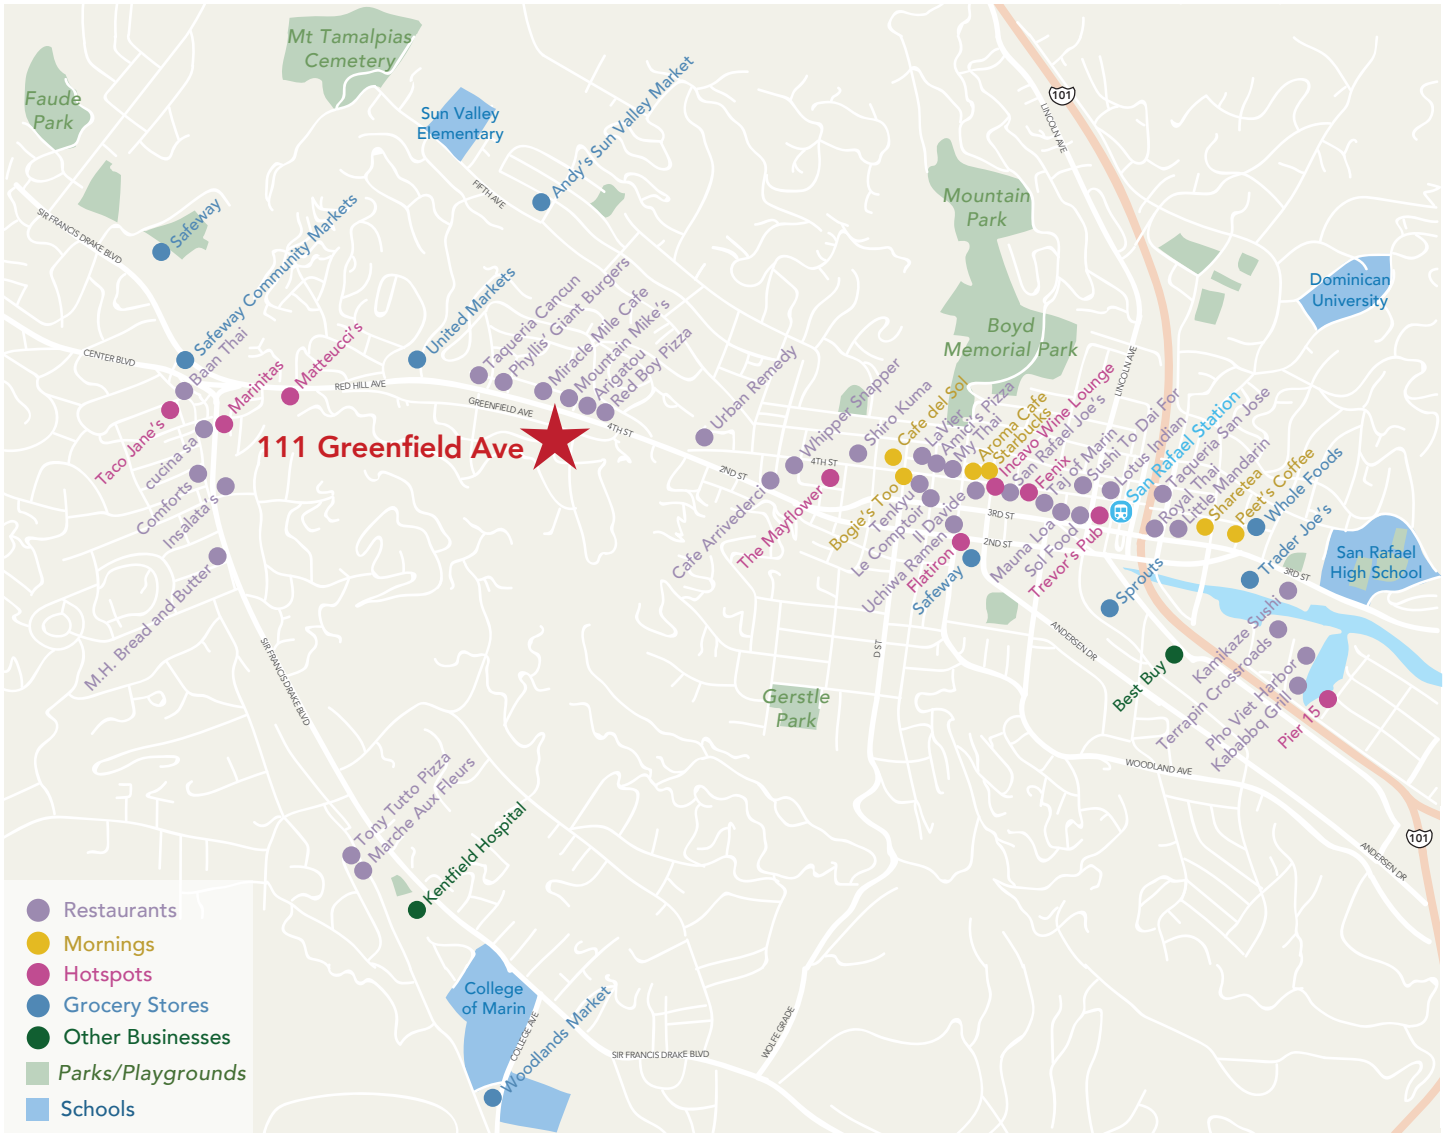 Mt Tamalpias
Cemetery
Faude
Park
Sun Valley
Elementary
Andy's Sun Valley Market
101
LINCOLN AVE
FIFTH AVE
Mountain
Park
SIR FRANCIS DRAKE BLVD
Safeway
Safeway Community Markets
Dominican
University
United Markets
Boyd
Memorial Park
CENTER BLVD
Baan Thai
Marinitas
Matteucci's
RED HILL AVE
Taqueria Cancun
Phyllis' Giant Burgers
Miracle Mile Cafe
Mountain Mike's
Arigatou
Red Boy Pizza
GREENFIELD AVE
4TH ST
Taco Jane's
cucina sa
Comforts
Insalata's
M.H. Bread and Butter
111 Greenfield Ave
Urban Remedy
2ND ST
Whipper Snapper
4TH ST
Shiro Kuma
Cafe Arrivederci
The Mayflower
Cafe del Sol
LaVier
Amici's Pizza
My Thai
Aroma Cafe
Starbucks
Incavo Wine Lounge
San Rafael Joe's
Fenix
Taj of Marin
Sushi To Dai For
Lotus Indian
San Rafael Station
LINCOLN AVE
Taqueria San Jose
Royal Thai
Little Mandarin
Sharetea
Peet's Coffee
Whole Foods
Trader Joe's
Bogie's Too
Tenkyu
Le Comptoir
Il Davide
Uchiwa Ramen
Flatiron
Safeway
3RD ST
2ND ST
Mauna Loa
Sol Food
Trevor's Pub
Sprouts
San Rafael
High School
3RD ST
Kamikaze Sushi
Terrapin Crossroads
Pho Viet Harbor
Kababbq Grill
Pier 15
Best Buy
ANDERSEN DR
D ST
SIR FRANCIS DRAKE BLVD
Gerstle
Park
WOODLAND AVE
Tony Tutto Pizza
Marche Aux Fleurs
Kentfield Hospital
101
ANDERSEN DR
College
of Marin
COLLEGE AVE
Woodlands Market
SIR FRANCIS DRAKE BLVD
WOLFE GRADE
Restaurants
Mornings
Hotspots
Grocery Stores
Other Businesses
Parks/Playgrounds
Schools